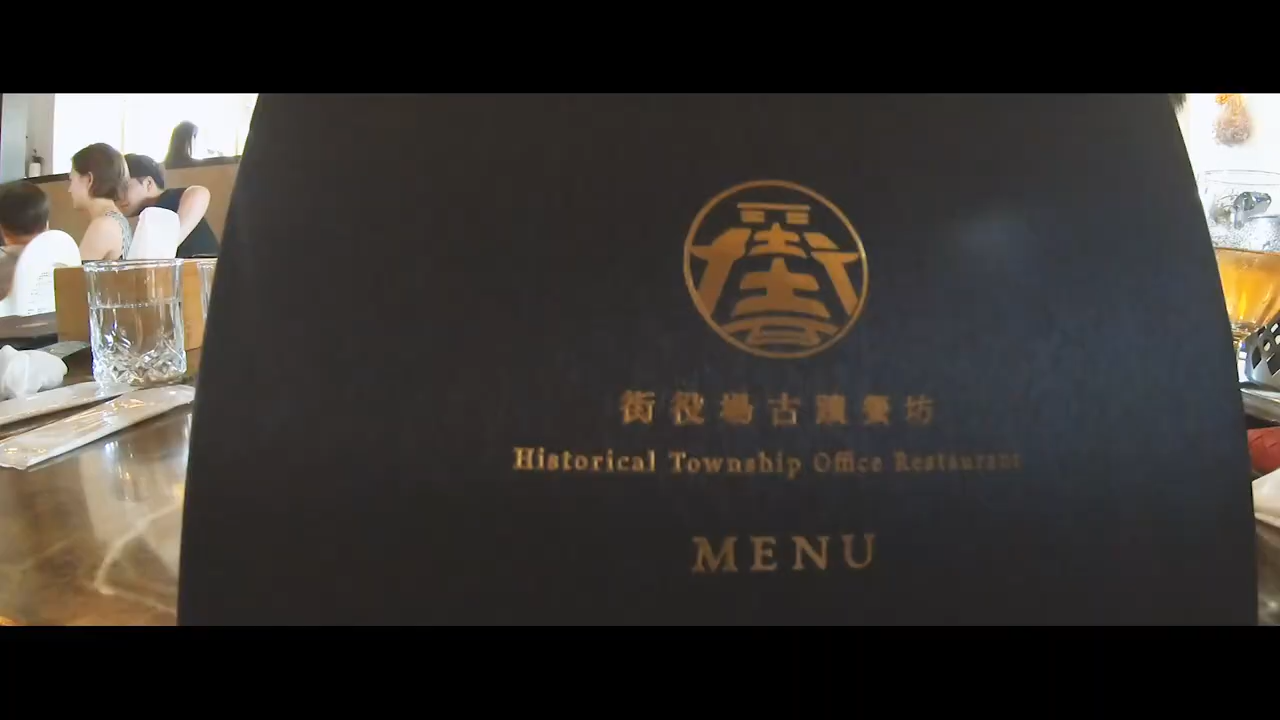 街役場古蹟餐坊
Historical Township Office Restaurant
MENU